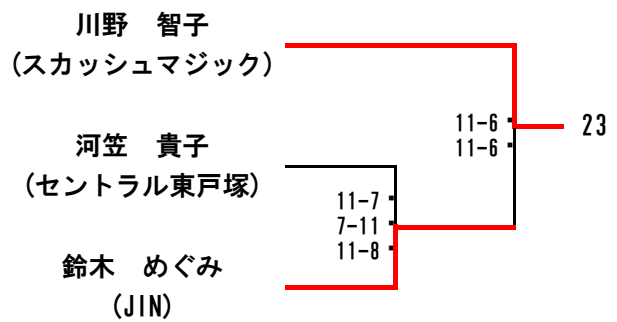 川野　智子
(スカッシュマジック)
11-6
11-6
23
河笠　貴子
(セントラル東戸塚)
11-7
7-11
11-8
鈴木　めぐみ
(JIN)